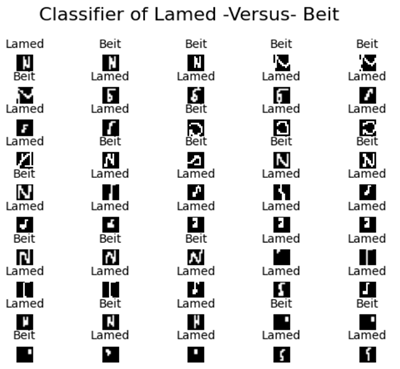 Classifier of Lamed -Versus- Beit
Lamed Beit Beit Beit Beit
Beit Lamed Lamed Lamed Lamed
Lamed Lamed Beit Beit Beit
Lamed Beit Beit Lamed Beit
Beit Lamed Lamed Lamed Lamed
Lamed Beit Lamed Lamed Lamed
Beit Beit Beit Lamed Lamed
Lamed Lamed Lamed Lamed Lamed
Lamed Beit Lamed Beit Beit
Beit Lamed Lamed Lamed Lamed